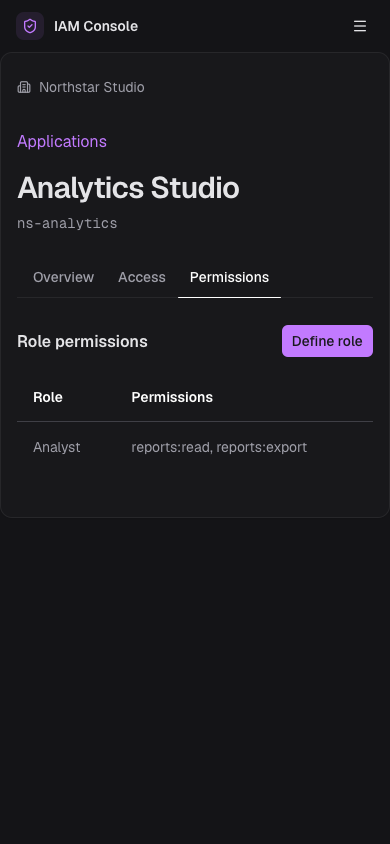 IAM Console
Northstar Studio
Applications
Analytics Studio
ns-analytics
Overview Access Permissions
Role permissions Define role
Role Permissions
Analyst reports:read, reports:export